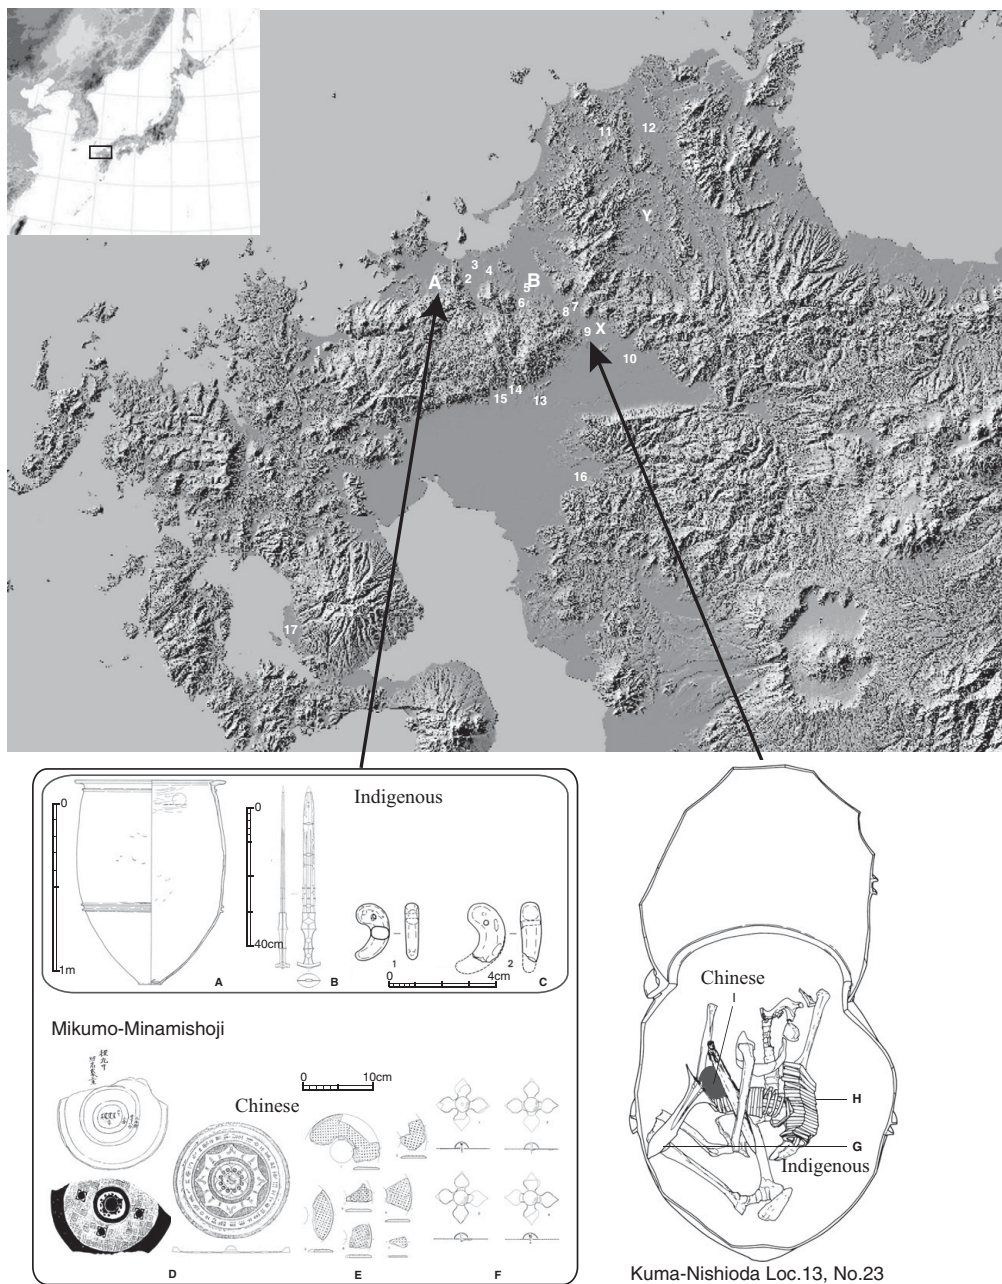 11
12
Y
3
A
2
4
B
5
6
7
8
9
X
1
10
14
15
13
16
17
Indigenous
0
0
1m
40cm
A
B
1
2
0
4cm
C
Mikumo-Minamishoji
0
10cm
Chinese
D
E
F
Chinese
I
H
G
Indigenous
Kuma-Nishioda Loc.13, No.23